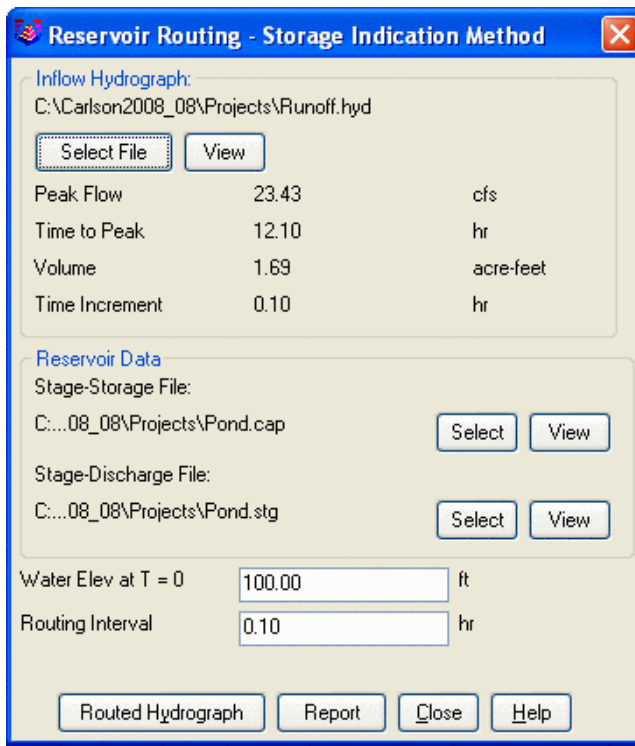 Reservoir Routing - Storage Indication Method
Inflow Hydrograph:
C:\Carlson2008_08\Projects\Runoff.hyd
Select File View
Peak Flow 23.43 cfs
Time to Peak 12.10 hr
Volume 1.69 acre-feet
Time Increment 0.10 hr
Reservoir Data
Stage-Storage File:
C:...08_08\Projects\Pond.cap Select View
Stage-Discharge File:
C:...08_08\Projects\Pond.stg Select View
Water Elev at T = 0 100.00 ft
Routing Interval 0.10 hr
Routed Hydrograph Report Close Help